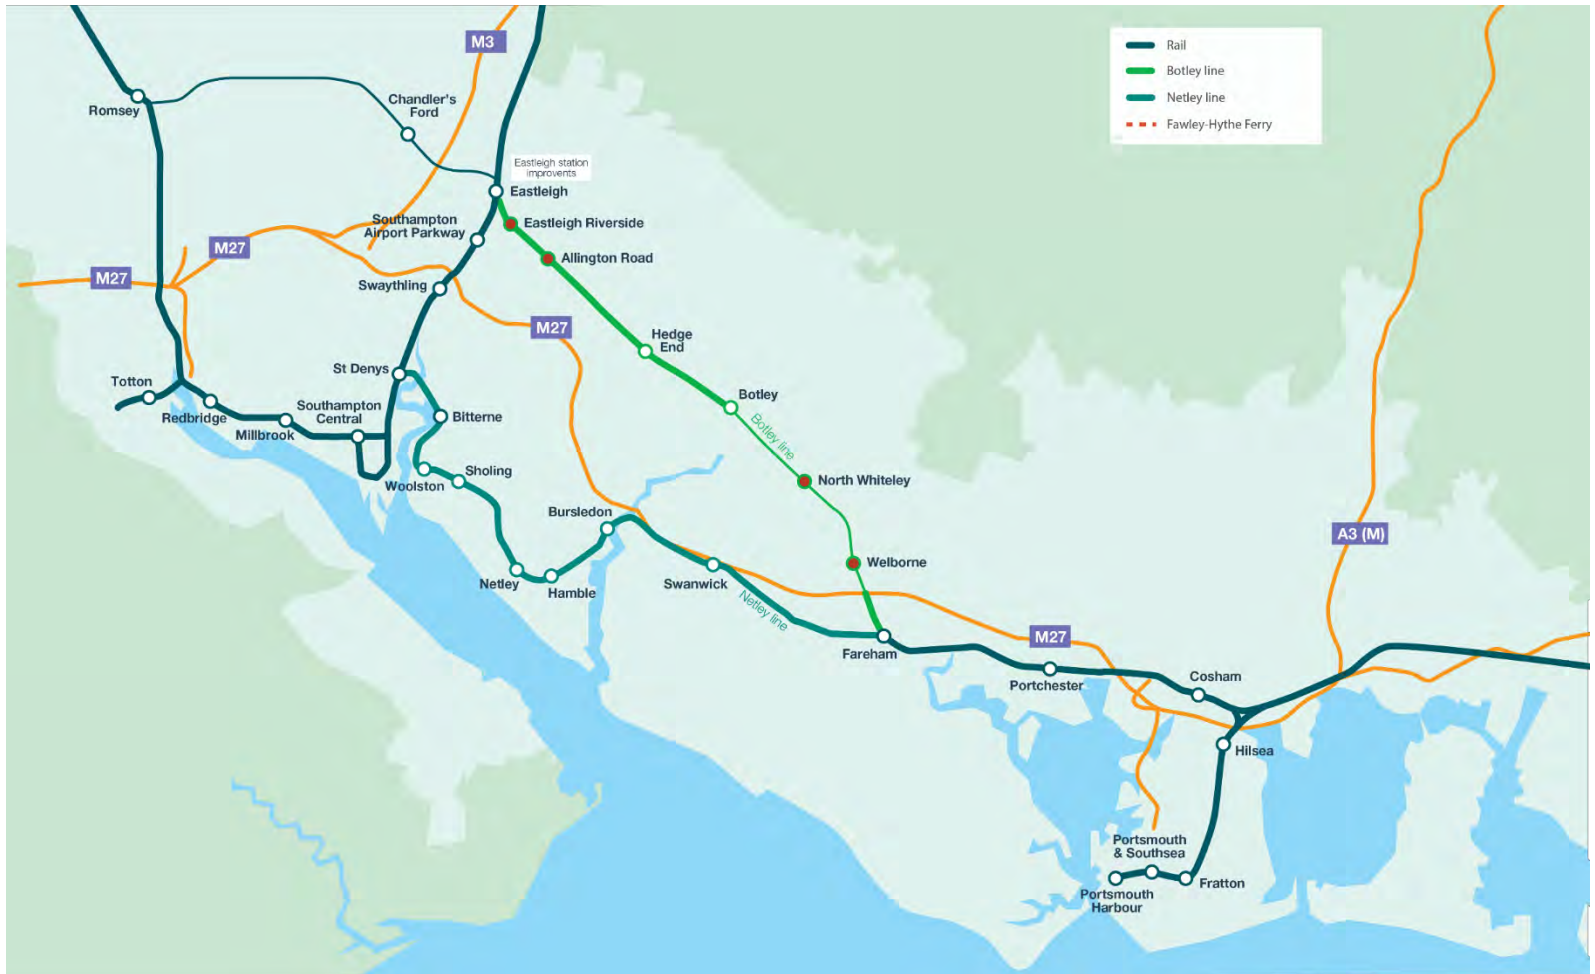 M3
Rail
Botley line
Netley line
Fawley-Hythe Ferry
Romsey
Chandler's
Ford
Eastleigh station
improvents
Eastleigh
Southampton
Airport Parkway
Eastleigh Riverside
M27
Allington Road
M27
Swaythling
M27
Hedge
End
St Denys
Totton
Botley
Southampton
Central
Redbridge
Millbrook
Bitterne
Botley line
Sholing
Woolston
North Whiteley
Bursledon
A3 (M)
Netley
Hamble
Swanwick
Welborne
Netley line
Fareham
M27
Portchester
Cosham
Hilsea
Portsmouth
& Southsea
Fratton
Portsmouth
Harbour